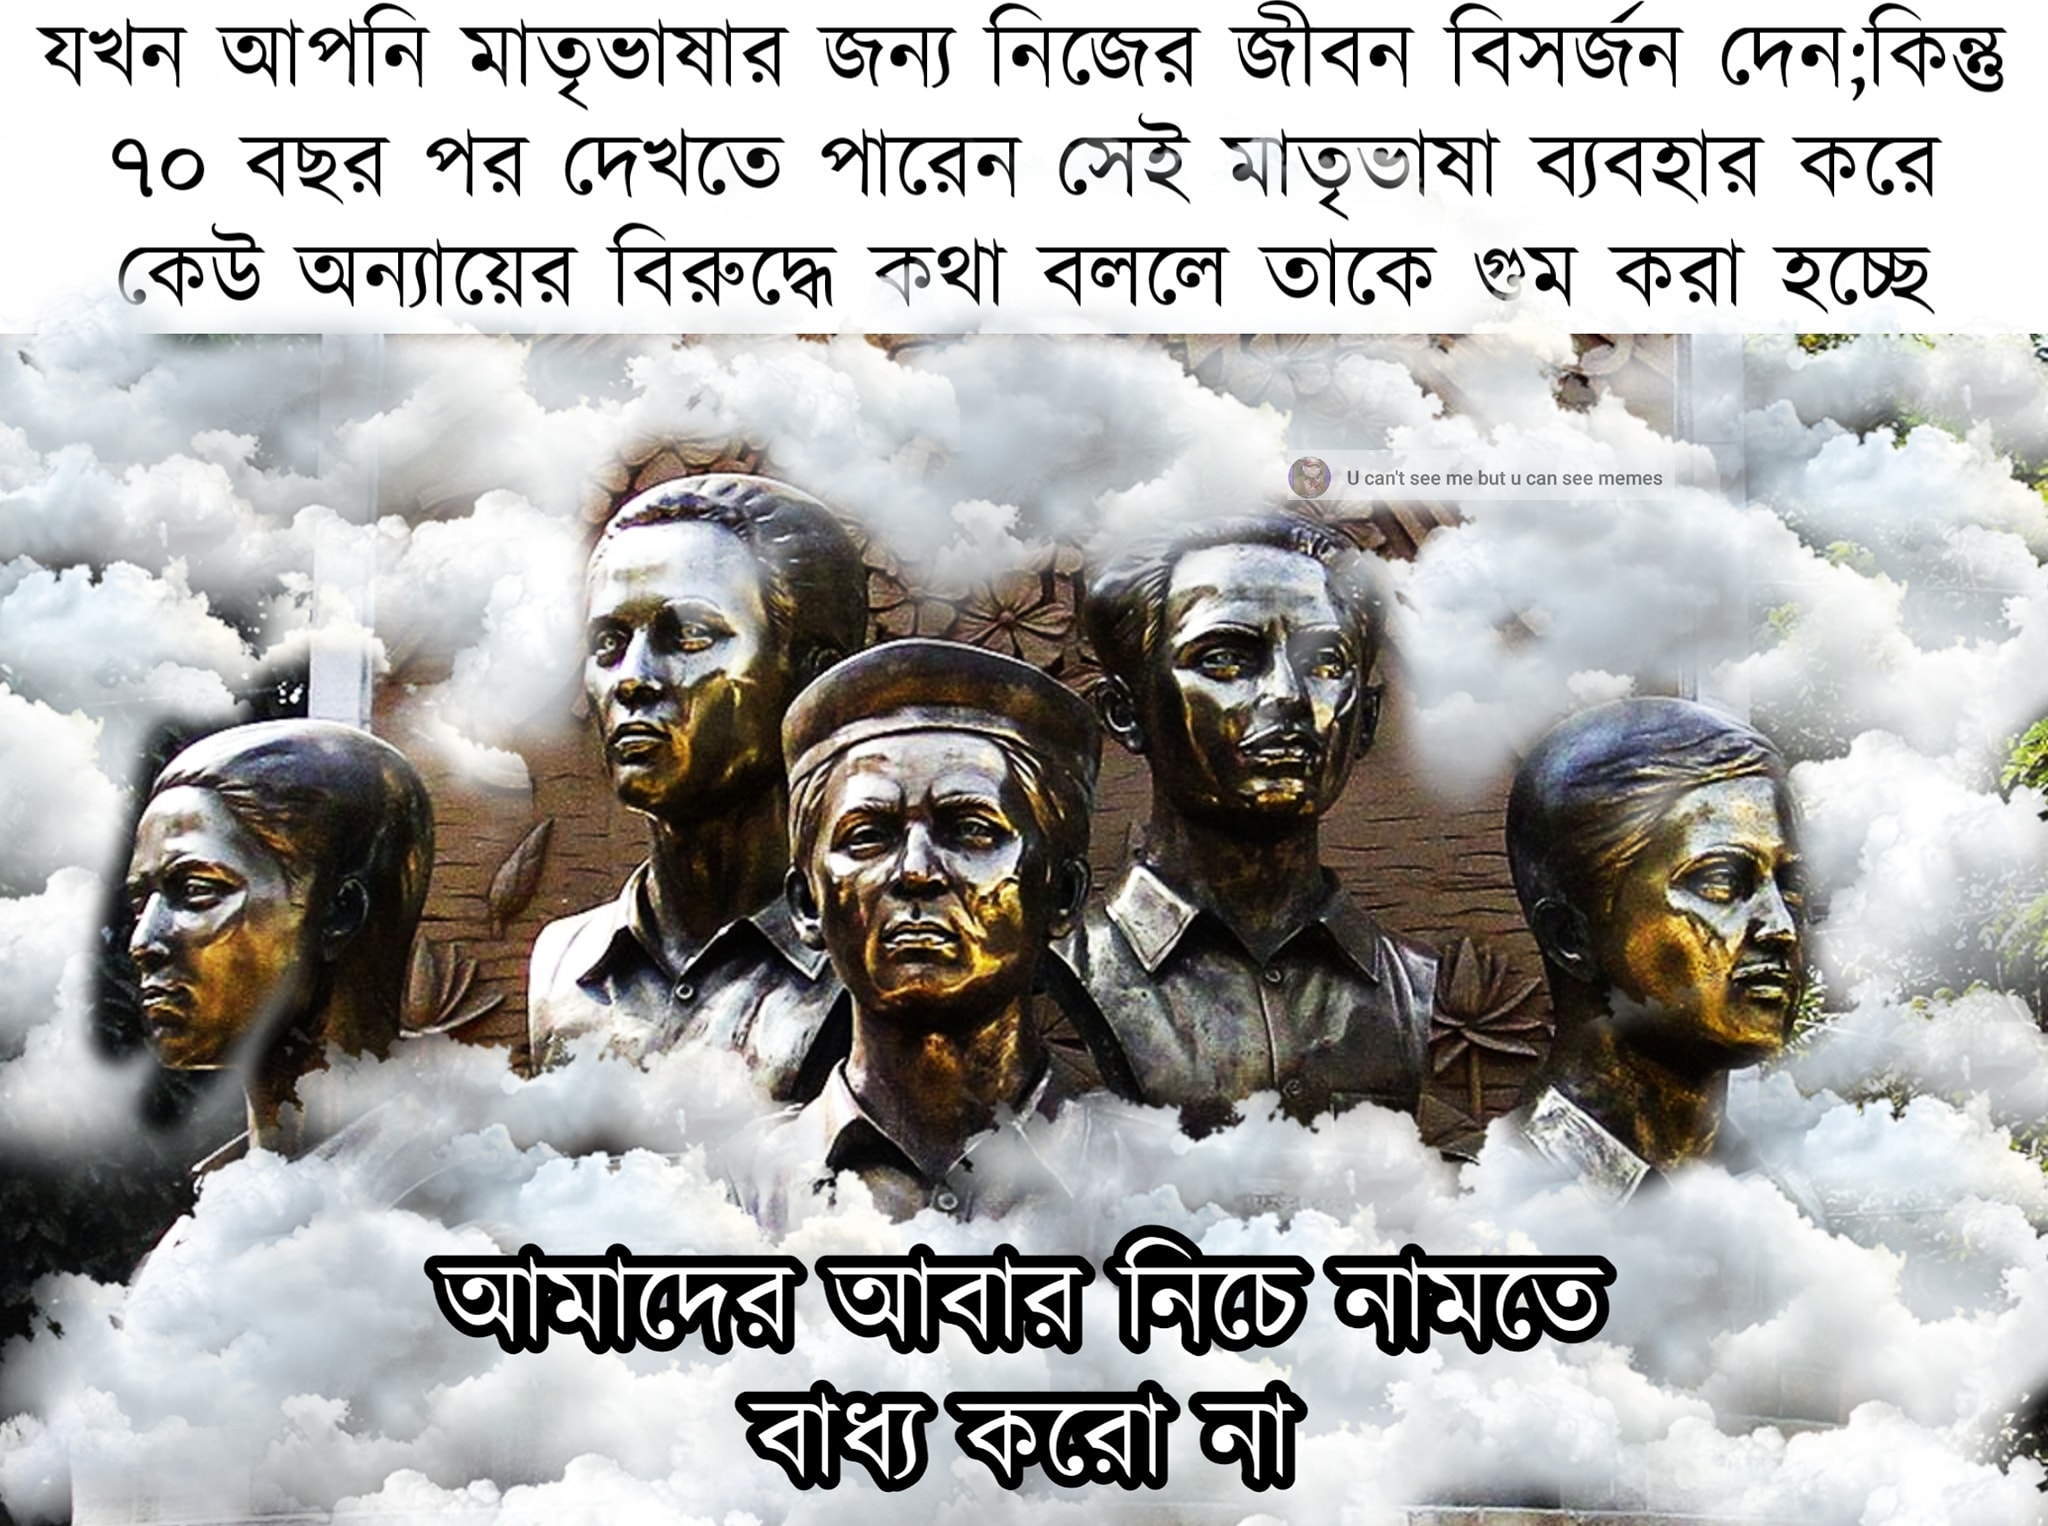 যখন আপনি মাতৃভাষার জন্য নিজের জীবন বিসর্জন দেন;কিন্তু
৭০ বছর পর দেখতে পারেন সেই মাতৃভাষা ব্যবহার করে
কেউ অন্যায়ের বিরুদ্ধে কথা বললে তাকে গুম করা হচ্ছে
U can't see me but u can see memes
আমাদের আবার নিচে নামতে
বাধ্য করো না